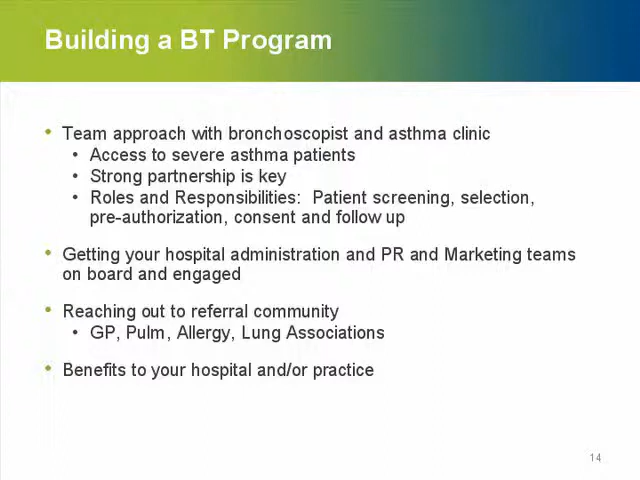 Building a BT Program
• Team approach with bronchoscopist and asthma clinic
• Access to severe asthma patients
• Strong partnership is key
• Roles and Responsibilities: Patient screening, selection,
pre-authorization, consent and follow up
• Getting your hospital administration and PR and Marketing teams
on board and engaged
• Reaching out to referral community
• GP, Pulm, Allergy, Lung Associations
• Benefits to your hospital and/or practice
14